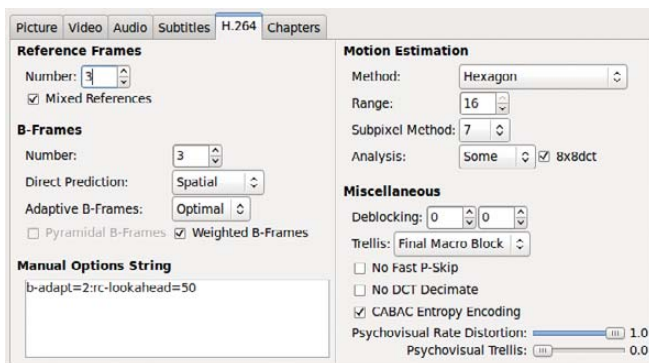 Picture Video Audio Subtitles H.264 Chapters
Reference Frames
Number: 3
Mixed References
B-Frames
Number: 3
Direct Prediction: Spatial
Adaptive B-Frames: Optimal
Pyramidal B-Frames Weighted B-Frames
Manual Options String
b-adapt=2:rc-lookahead=50
Motion Estimation
Method: Hexagon
Range: 16
Subpixel Method: 7
Analysis: Some 8x8dct
Miscellaneous
Deblocking: 0 0
Trellis: Final Macro Block
No Fast P-Skip
No DCT Decimate
CABAC Entropy Encoding
Psychovisual Rate Distortion: 1.0
Psychovisual Trellis: 0.0